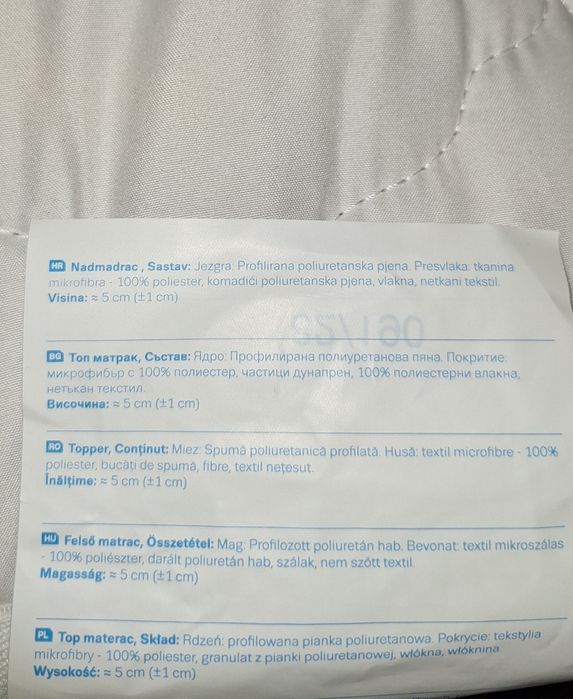 HR Nadmadrac , Sastav: Jezgra: Profilirana poliuretanska pjena. Presvlaka: tkanina
mikrofibra - 100% poliester, komadići poliuretanska pjena, vlakna, netkani tekstil.
Visina: ≈ 5 cm (±1 cm)
BG Топ матрак, Състав: Ядро: Профилирана полиуретанова пяна. Покритие:
микрофибър с 100% полиестер, частици дунапрен, 100% полиестерни влакна,
нетъкан текстил.
Височина: ≈ 5 cm (±1 cm)
RO Topper, Conținut: Miez: Spumă poliuretanică profilată. Husă: textil microfibre - 100%
poliester, bucăți de spumă, fibre, textil nețesut.
Înălțime: ≈ 5 cm (±1 cm)
HU Felső matrac, Összetétel: Mag: Profilozott poliuretán hab. Bevonat: textil mikroszálas
- 100% poliészter, darált poliuretán hab, szálak, nem szőtt textil.
Magasság: ≈ 5 cm (±1 cm)
PL Top materac, Skład: Rdzeń: profilowana pianka poliuretanowa. Pokrycie: tekstylia
mikrofibry - 100% poliester, granulat z pianki poliuretanowej, włókna, włóknina.
Wysokość: ≈ 5 cm (±1 cm)